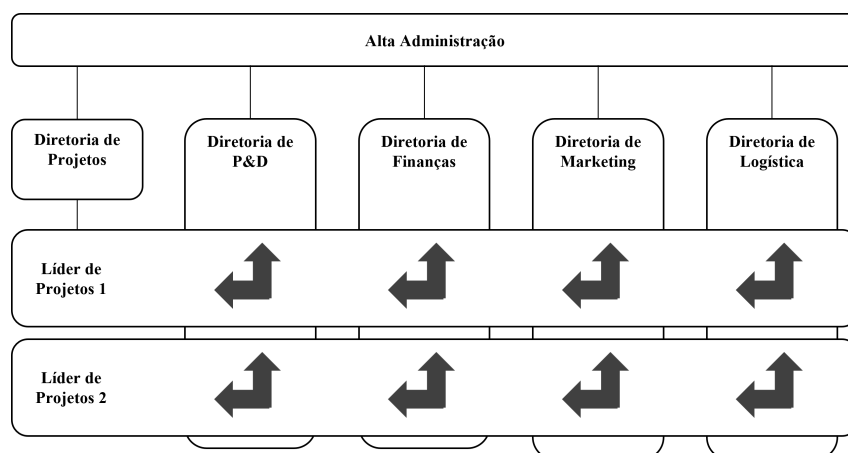 Alta Administração
Diretoria de
Projetos
Diretoria de
P&D
Diretoria de
Finanças
Diretoria de
Marketing
Diretoria de
Logística
Líder de
Projetos 1
Líder de
Projetos 2